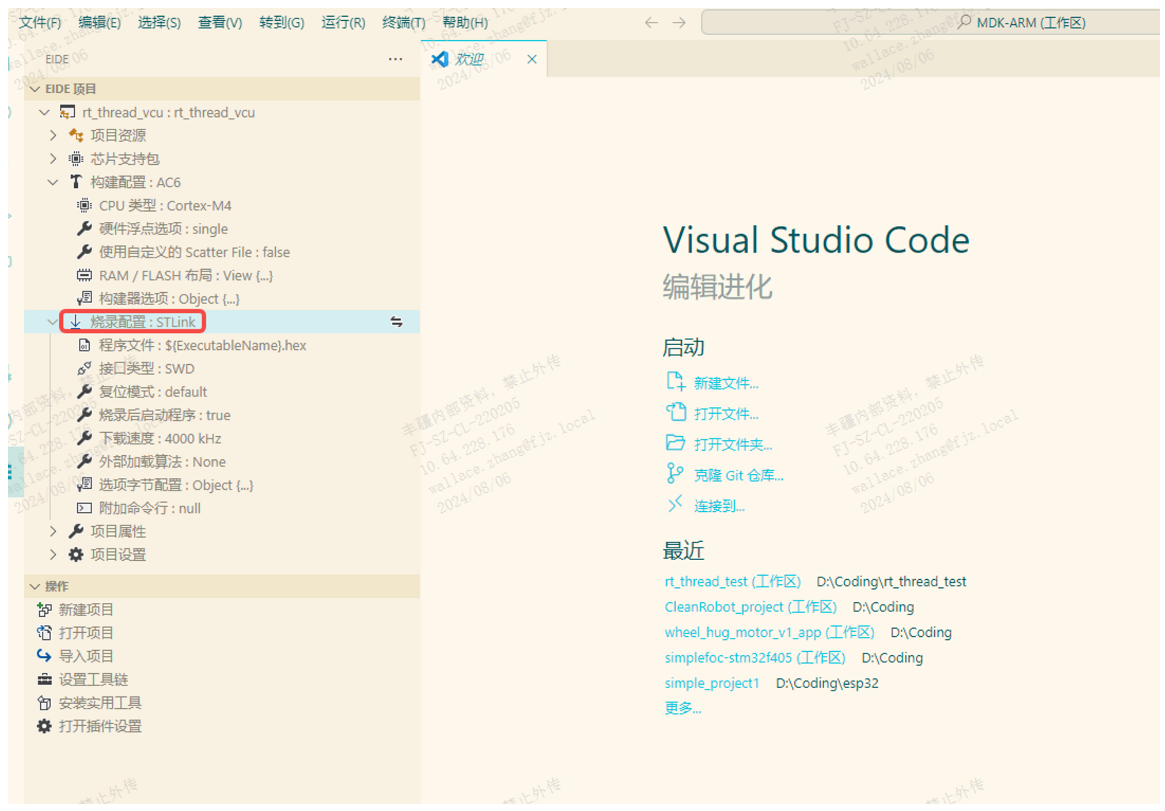 文件(F) 编辑(E) 选择(S) 查看(V) 转到(G) 运行(R) 终端(T) 帮助(H) MDK-ARM (工作区)
EIDE ···
欢迎
EIDE 项目
rt_thread_vcu : rt_thread_vcu
项目资源
芯片支持包
构建配置 : AC6
CPU 类型 : Cortex-M4
硬件浮点选项 : single
使用自定义的 Scatter File : false
RAM / FLASH 布局 : View {...}
构建器选项 : Object {...}
烧录配置 : STLink
程序文件 : ${ExecutableName}.hex
接口类型 : SWD
复位模式 : default
烧录后启动程序 : true
下载速度 : 4000 kHz
外部加载算法 : None
选项字节配置 : Object {...}
附加命令行 : null
项目属性
项目设置
操作
新建项目
打开项目
导入项目
设置工具链
安装实用工具
打开插件设置
Visual Studio Code
编辑进化
启动
新建文件...
打开文件...
打开文件夹...
克隆 Git 仓库...
连接到...
最近
rt_thread_test (工作区) D:\Coding\rt_thread_test
CleanRobot_project (工作区) D:\Coding
wheel_hug_motor_v1_app (工作区) D:\Coding
simplefoc-stm32f405 (工作区) D:\Coding
simple_project1 D:\Coding\esp32
更多...
丰疆内部资料，禁止外传
FJ-SZ-CL-220205
10.64.228.176
wallace.zhang@fjz.local
2024/08/06